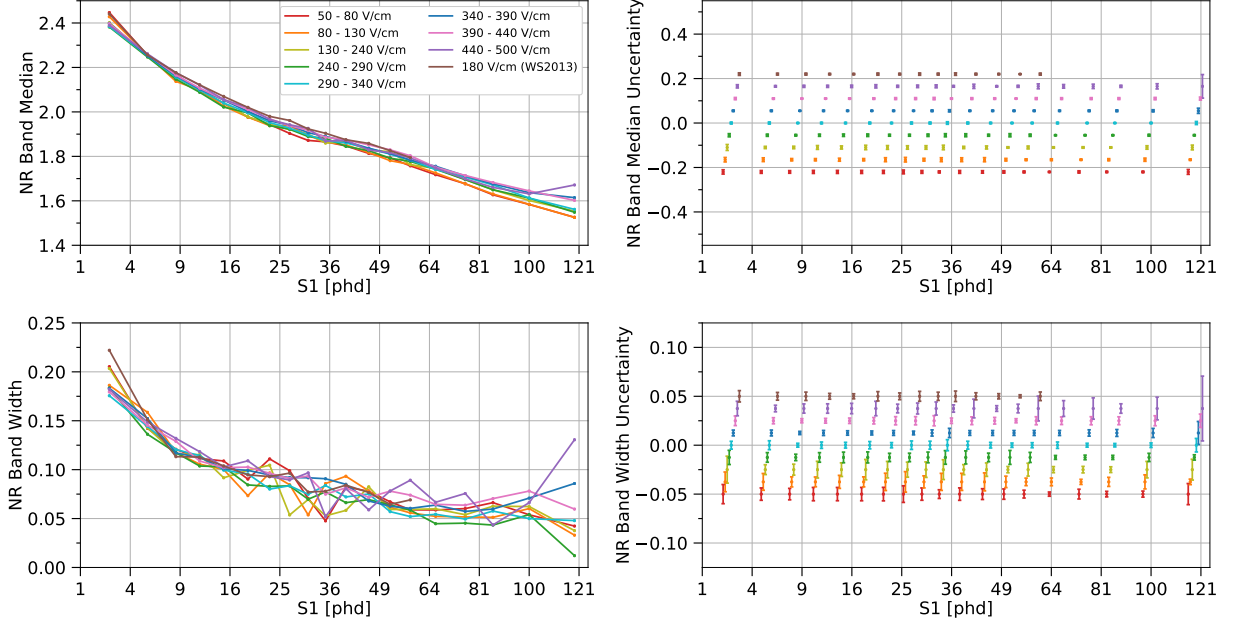 NR Band Median
2.4
2.2
2.0
1.8
1.6
1.4
50 - 80 V/cm
80 - 130 V/cm
130 - 240 V/cm
240 - 290 V/cm
290 - 340 V/cm
340 - 390 V/cm
390 - 440 V/cm
440 - 500 V/cm
180 V/cm (WS2013)
1 4 9 16 25 36 49 64 81 100 121
S1 [phd]
NR Band Median Uncertainty
0.4
0.2
0.0
−0.2
−0.4
1 4 9 16 25 36 49 64 81 100 121
S1 [phd]
NR Band Width
0.25
0.20
0.15
0.10
0.05
0.00
1 4 9 16 25 36 49 64 81 100 121
S1 [phd]
NR Band Width Uncertainty
0.10
0.05
0.00
−0.05
−0.10
1 4 9 16 25 36 49 64 81 100 121
S1 [phd]